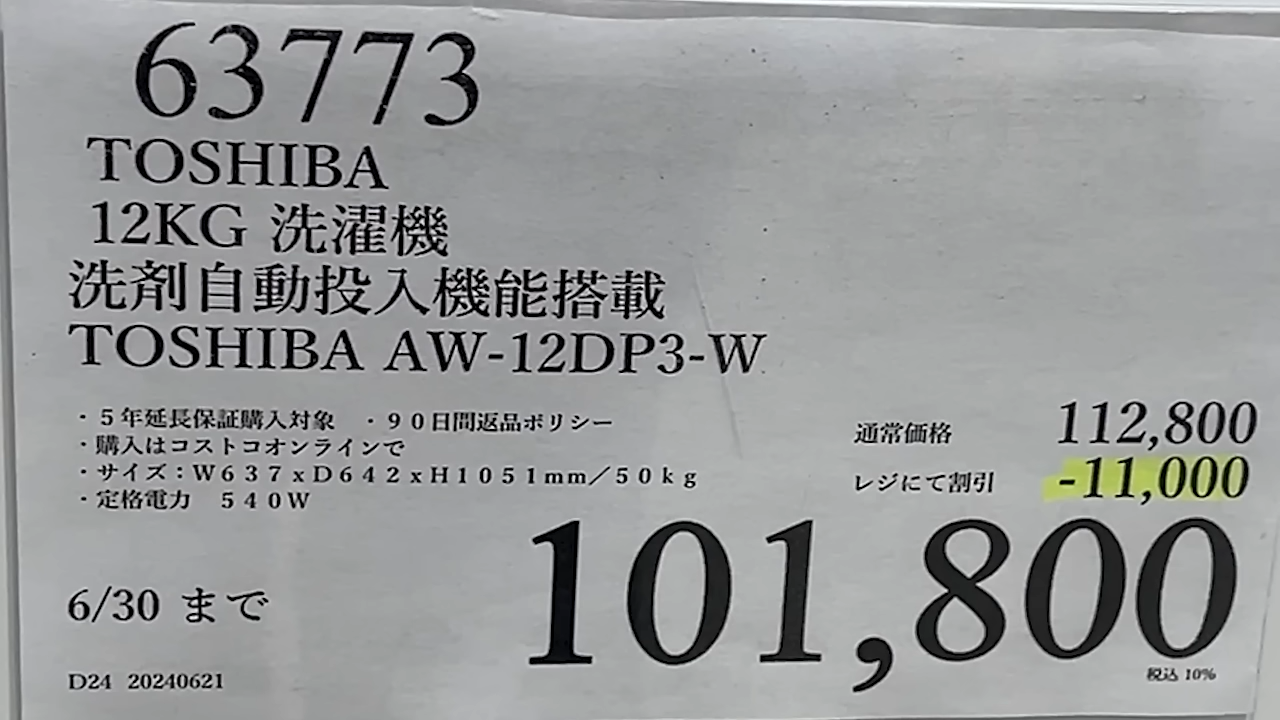 63773
TOSHIBA
12KG 洗濯機
洗剤自動投入機能搭載
TOSHIBA AW-12DP3-W
・５年延長保証購入対象　・９０日間返品ポリシー
・購入はコストコオンラインで
・サイズ：Ｗ６３７ｘＤ６４２ｘＨ１０５１mm／５０ｋｇ
・定格電力　５４０Ｗ
通常価格 112,800
レジにて割引 -11,000
101,800
税込 10%
6/30 まで
D24 20240621